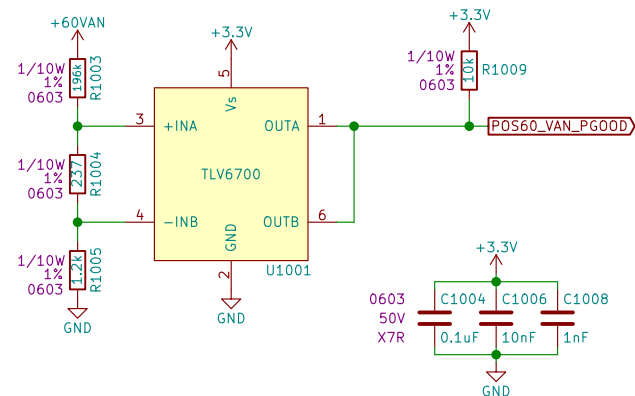 +60VAN
1/10W
1%
0603
196k
R1003
1/10W
1%
0603
237
R1004
1/10W
1%
0603
1.2k
R1005
GND
+3.3V
5
Vs
3
+INA
OUTA
1
TLV6700
4
-INB
OUTB
6
GND
2
U1001
GND
+3.3V
1/10W
1%
0603
10k
R1009
POS60_VAN_PGOOD
+3.3V
0603
50V
X7R
C1004
C1006
C1008
0.1uF
10nF
1nF
GND